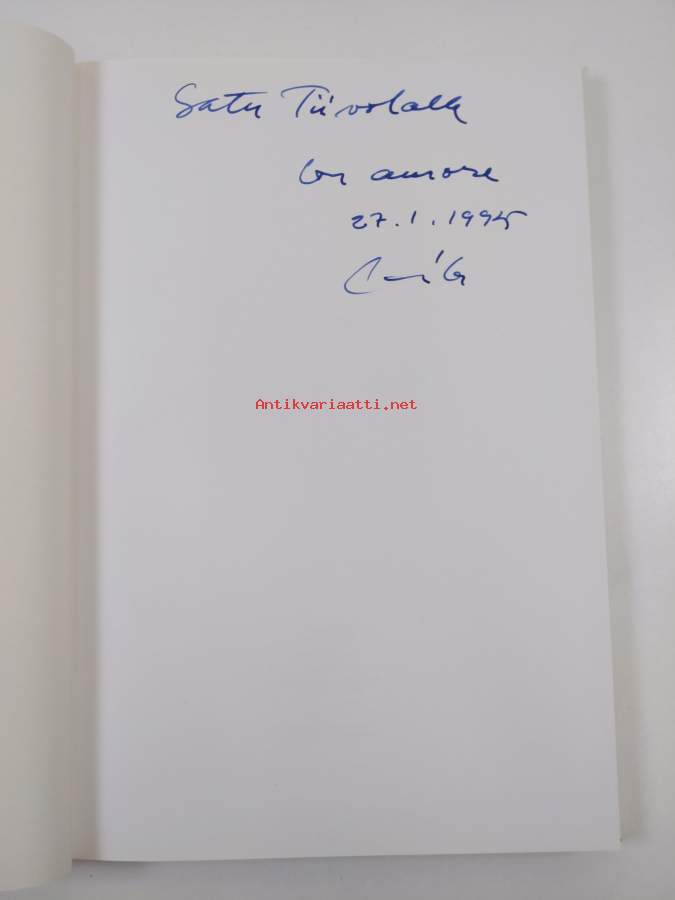 Satu Tiivolalle
con amore
27.1.1995
Antikvariaatti.net